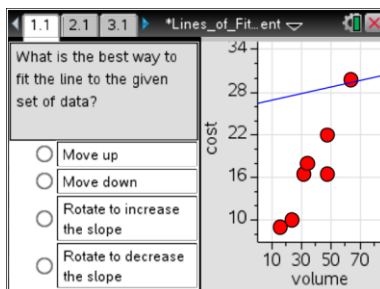 1.1 2.1 3.1 *Lines_of_Fit...ent
What is the best way to
fit the line to the given
set of data?
Move up
Move down
Rotate to increase
the slope
Rotate to decrease
the slope
34
28
22
16
10
cost
10 30 50 70
volume